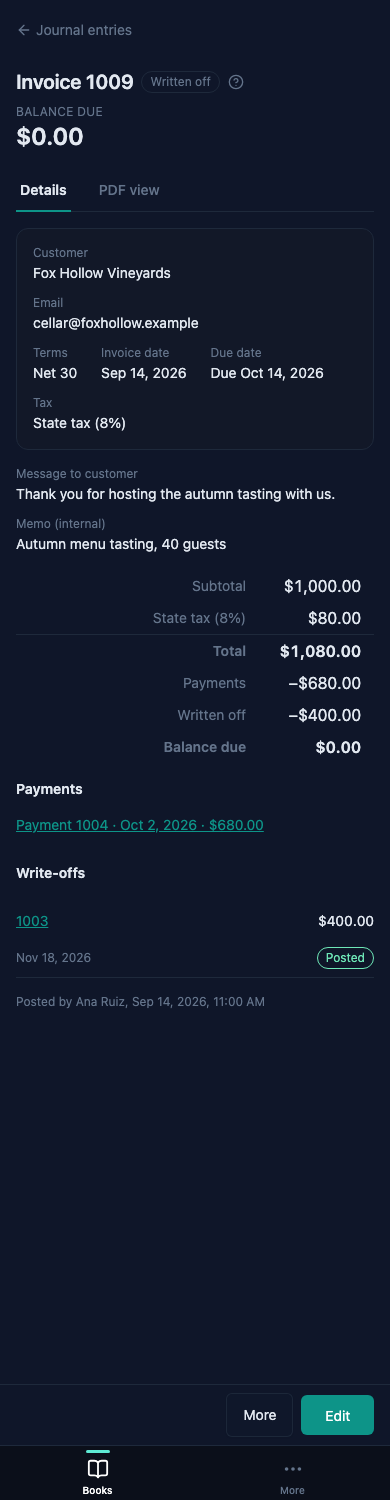 ← Journal entries
Invoice 1009 Written off
BALANCE DUE
$0.00
Details PDF view
Customer
Fox Hollow Vineyards
Email
cellar@foxhollow.example
Terms Invoice date Due date
Net 30 Sep 14, 2026 Due Oct 14, 2026
Tax
State tax (8%)
Message to customer
Thank you for hosting the autumn tasting with us.
Memo (internal)
Autumn menu tasting, 40 guests
Subtotal $1,000.00
State tax (8%) $80.00
Total $1,080.00
Payments –$680.00
Written off –$400.00
Balance due $0.00
Payments
Payment 1004 · Oct 2, 2026 · $680.00
Write-offs
1003 $400.00
Nov 18, 2026 Posted
Posted by Ana Ruiz, Sep 14, 2026, 11:00 AM
More Edit
Books More